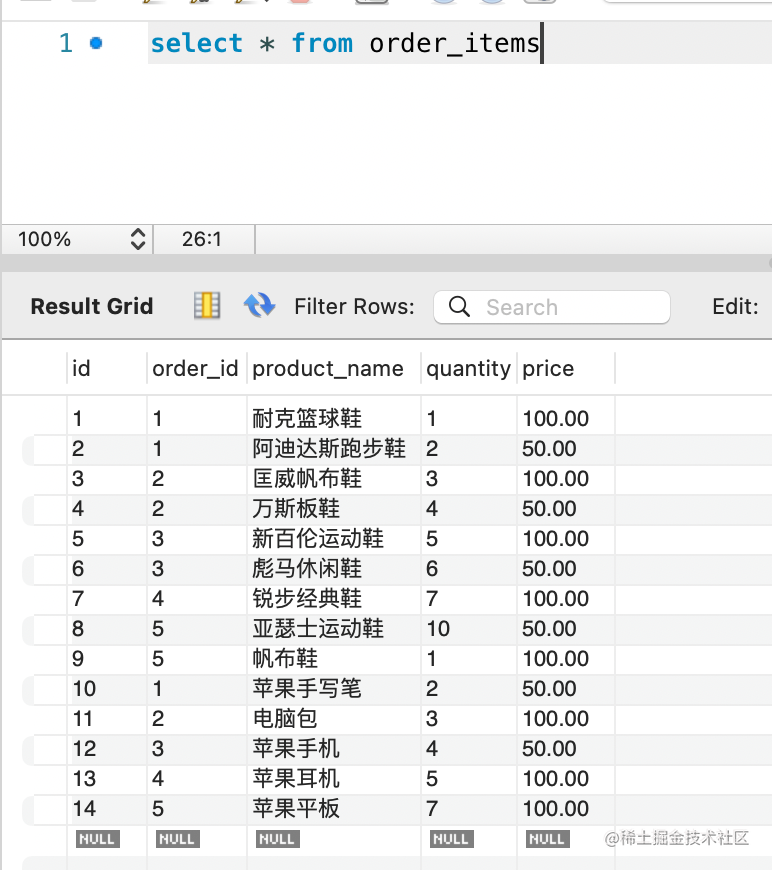 1 select * from order_items
100% 26:1
Result Grid Filter Rows: Search Edit:
id order_id product_name quantity price
1 1 耐克篮球鞋 1 100.00
2 1 阿迪达斯跑步鞋 2 50.00
3 2 匡威帆布鞋 3 100.00
4 2 万斯板鞋 4 50.00
5 3 新百伦运动鞋 5 100.00
6 3 彪马休闲鞋 6 50.00
7 4 锐步经典鞋 7 100.00
8 5 亚瑟士运动鞋 10 50.00
9 5 帆布鞋 1 100.00
10 1 苹果手写笔 2 50.00
11 2 电脑包 3 100.00
12 3 苹果手机 4 50.00
13 4 苹果耳机 5 100.00
14 5 苹果平板 7 100.00
NULL NULL NULL NULL NULL
@稀土掘金技术社区